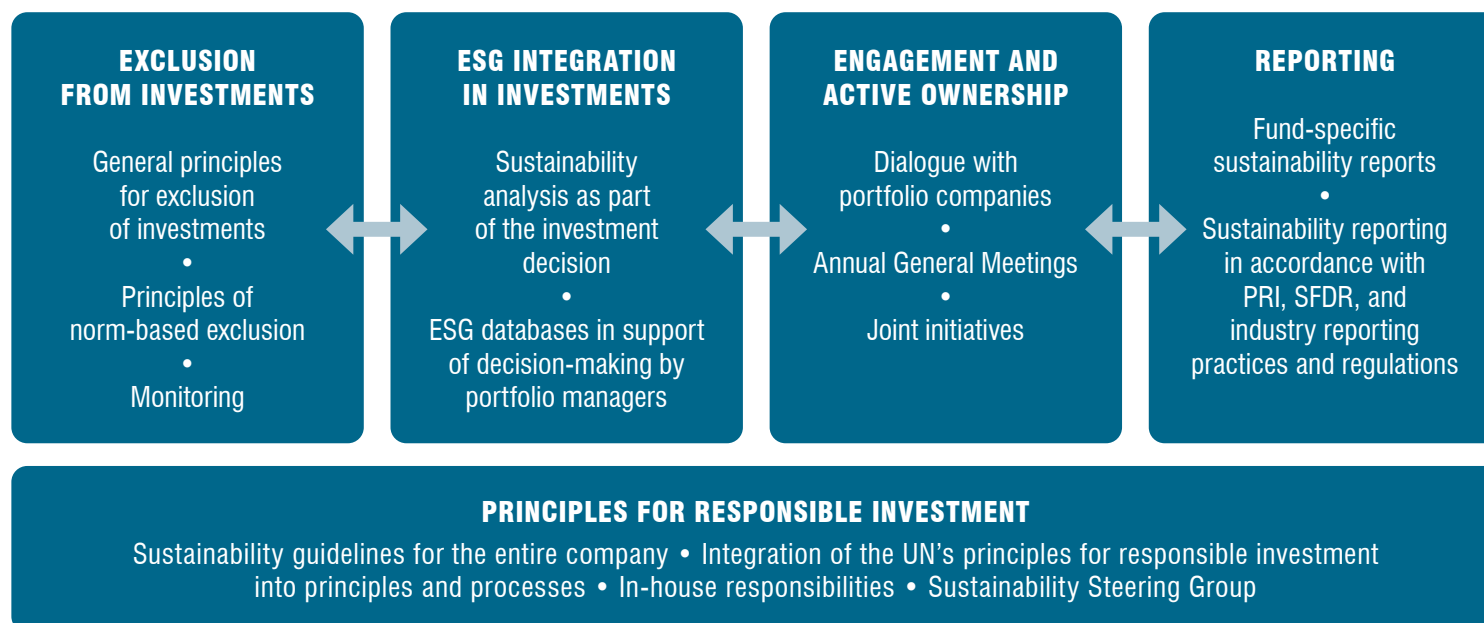 EXCLUSION
FROM INVESTMENTS
General principles
for exclusion
of investments
•
Principles of
norm-based exclusion
•
Monitoring
ESG INTEGRATION
IN INVESTMENTS
Sustainability
analysis as part
of the investment
decision
•
ESG databases in support
of decision-making by
portfolio managers
ENGAGEMENT AND
ACTIVE OWNERSHIP
Dialogue with
portfolio companies
•
Annual General Meetings
•
Joint initiatives
REPORTING
Fund-specific
sustainability reports
•
Sustainability reporting
in accordance with
PRI, SFDR, and
industry reporting
practices and regulations
PRINCIPLES FOR RESPONSIBLE INVESTMENT
Sustainability guidelines for the entire company • Integration of the UN’s principles for responsible investment
into principles and processes • In-house responsibilities • Sustainability Steering Group